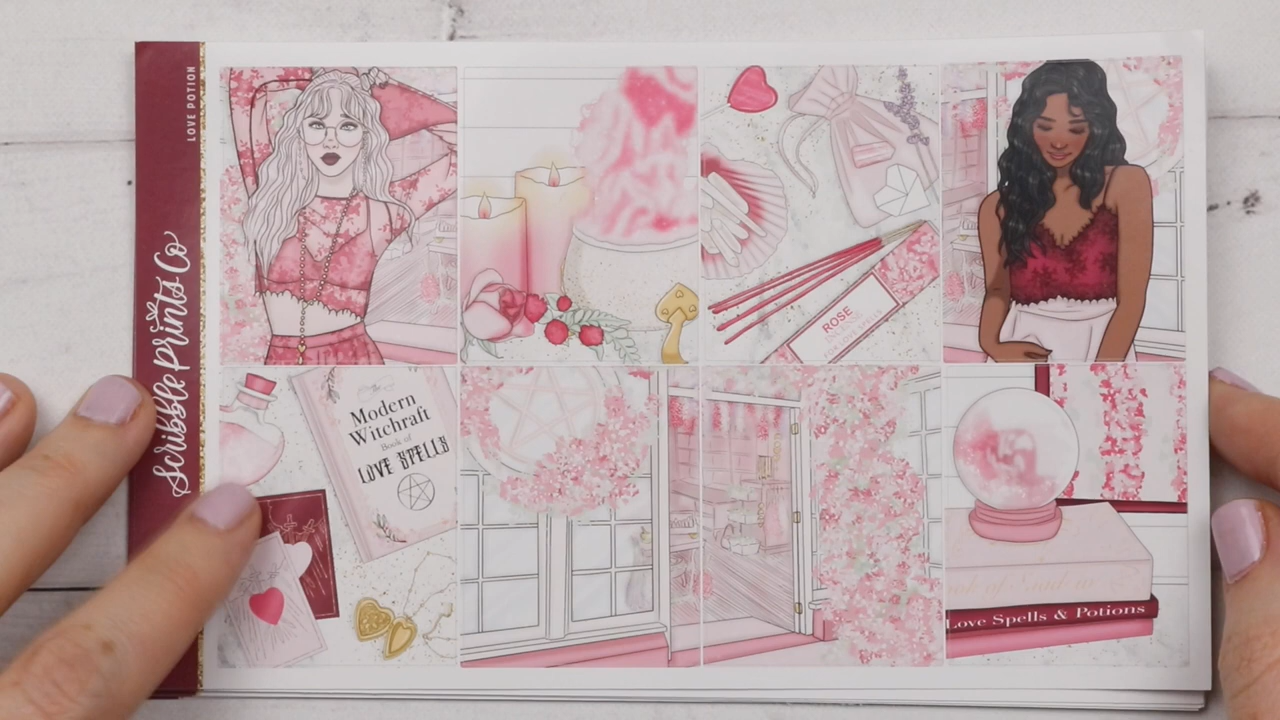 LOVE POTION
Scribble Prints Co
ROSE
Modern
Witchcraft
Book of
LOVE SPELLS
Love Spells & Potions